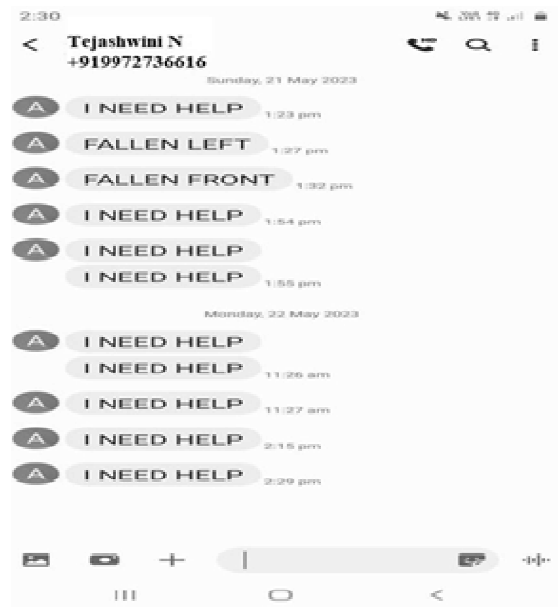 2:30
Tejashwini N
+919972736616
Sunday, 21 May 2023
A I NEED HELP 1:23 pm
A FALLEN LEFT 1:27 pm
A FALLEN FRONT 1:32 pm
A I NEED HELP 1:54 pm
A I NEED HELP
I NEED HELP 1:55 pm
Monday, 22 May 2023
A I NEED HELP
I NEED HELP 11:26 am
A I NEED HELP 11:27 am
A I NEED HELP 2:15 pm
A I NEED HELP 2:29 pm